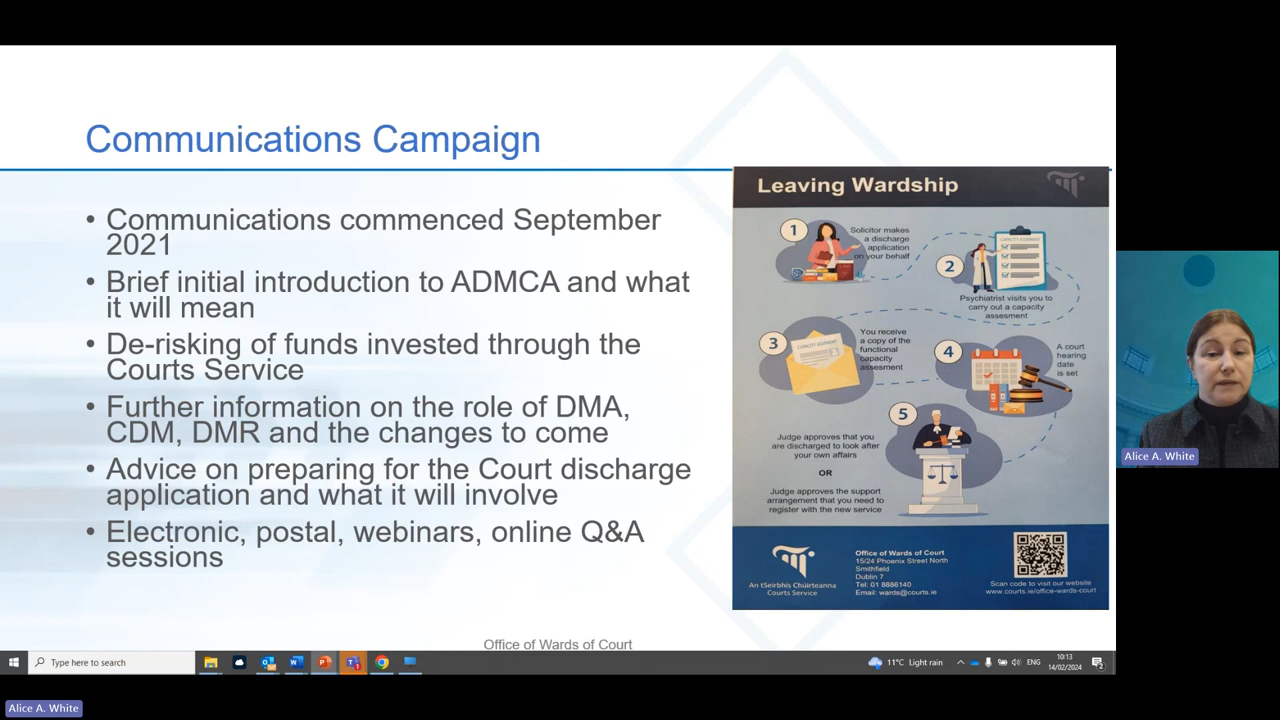 Communications Campaign
• Communications commenced September
2021
• Brief initial introduction to ADMCA and what
it will mean
• De-risking of funds invested through the
Courts Service
• Further information on the role of DMA,
CDM, DMR and the changes to come
• Advice on preparing for the Court discharge
application and what it will involve
• Electronic, postal, webinars, online Q&A
sessions
Leaving Wardship
1
Solicitor makes
a discharge
application
on your behalf
2
CAPACITY ASSESMENT
Psychiatrist visits you to
carry out a capacity
assesment
3
You receive
a copy of the
functional
capacity
assesment
4
A court
hearing
date
is set
5
Judge approves that you
are discharged to look after
your own affairs
OR
Judge approves the support
arrangement that you need to
register with the new service
An tSeirbhís Chúirteanna
Courts Service
Office of Wards of Court
15/24 Phoenix Street North
Smithfield
Dublin 7
Tel: 01 8886140
Email: wards@courts.ie
Scan code to visit our website
www.courts.ie/office-wards-court
Office of Wards of Court
Type here to search
11°C Light rain
ENG
10:13
14/02/2024
2
Alice A. White
Alice A. White